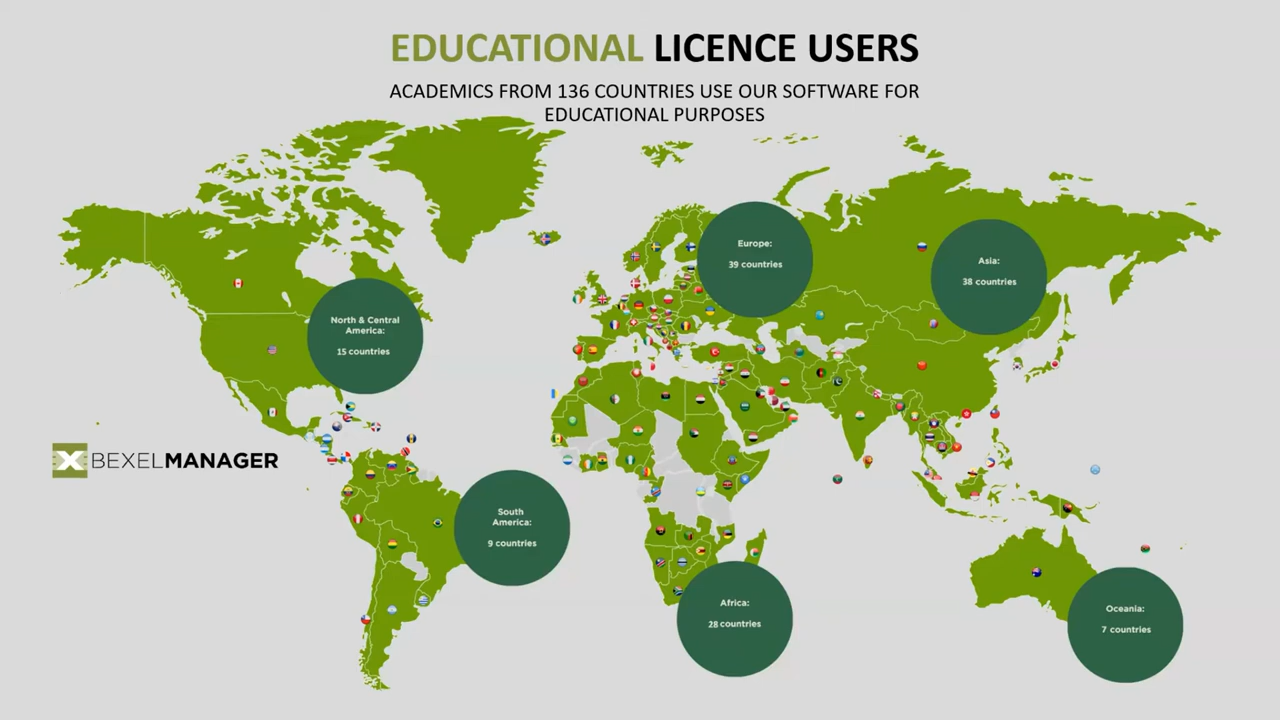 EDUCATIONAL LICENCE USERS
ACADEMICS FROM 136 COUNTRIES USE OUR SOFTWARE FOR
EDUCATIONAL PURPOSES
Europe:
39 countries
Asia:
38 countries
North & Central
America:
15 countries
BEXELMANAGER
South
America:
9 countries
Africa:
28 countries
Oceania:
7 countries